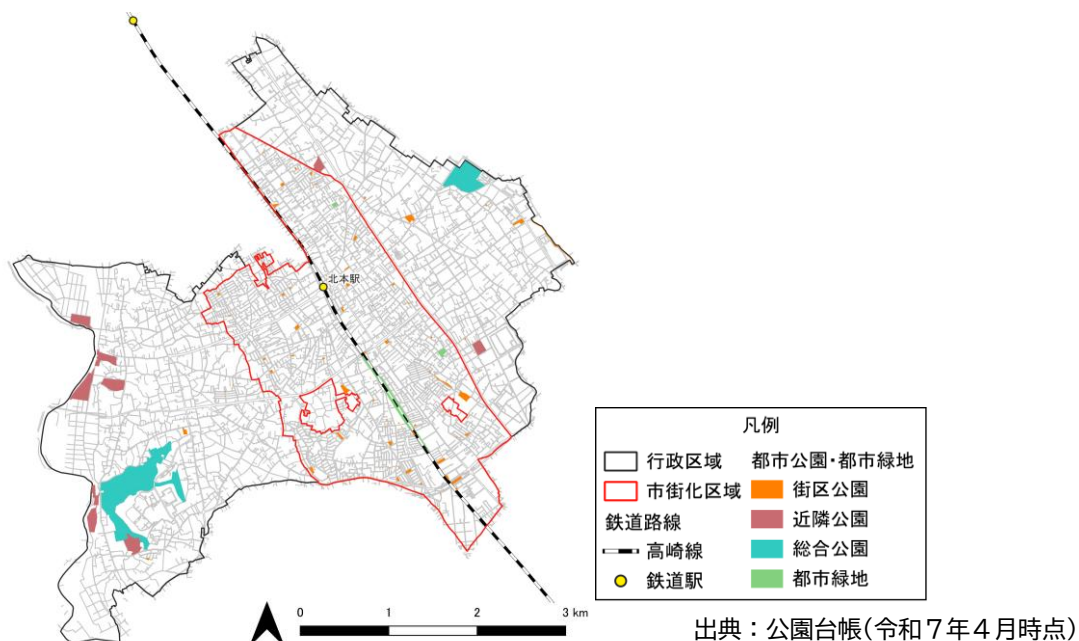 北本駅
凡例
行政区域
市街化区域
鉄道路線
高崎線
鉄道駅
都市公園・都市緑地
街区公園
近隣公園
総合公園
都市緑地
0 1 2 3 km
出典：公園台帳(令和7年4月時点)